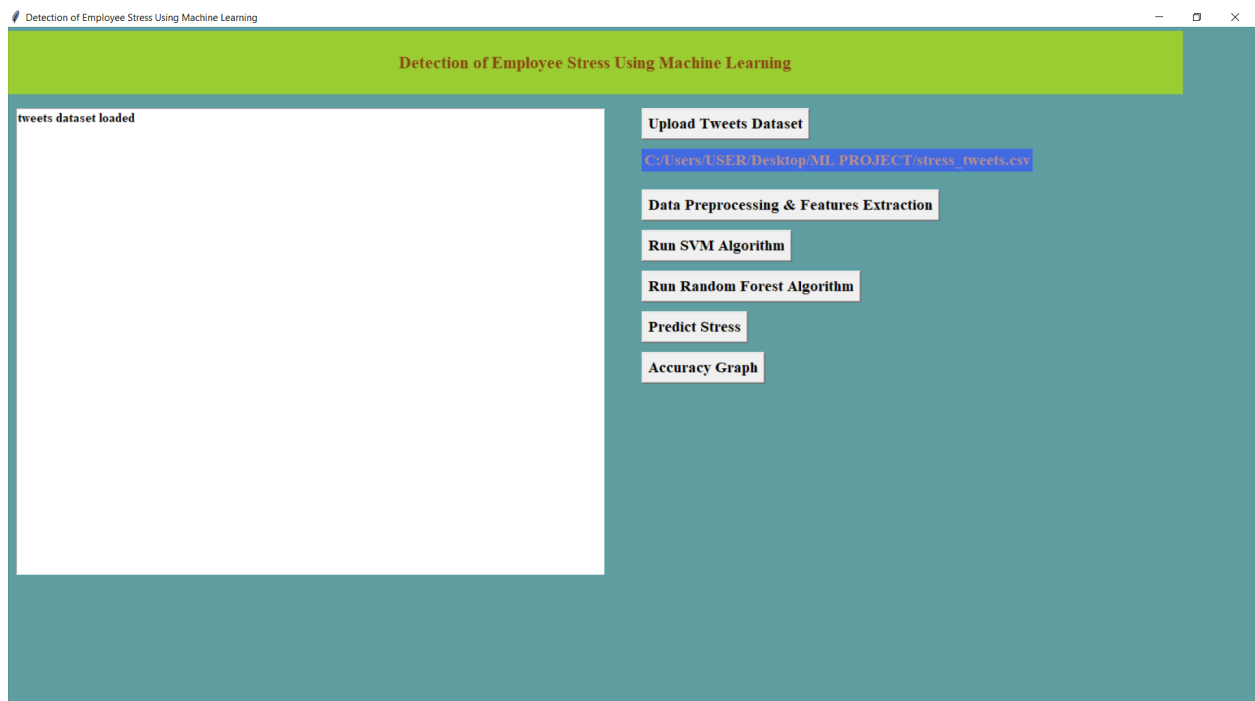 Detection of Employee Stress Using Machine Learning
Detection of Employee Stress Using Machine Learning
tweets dataset loaded
Upload Tweets Dataset
C:/Users/USER/Desktop/ML PROJECT/stress_tweets.csv
Data Preprocessing & Features Extraction
Run SVM Algorithm
Run Random Forest Algorithm
Predict Stress
Accuracy Graph